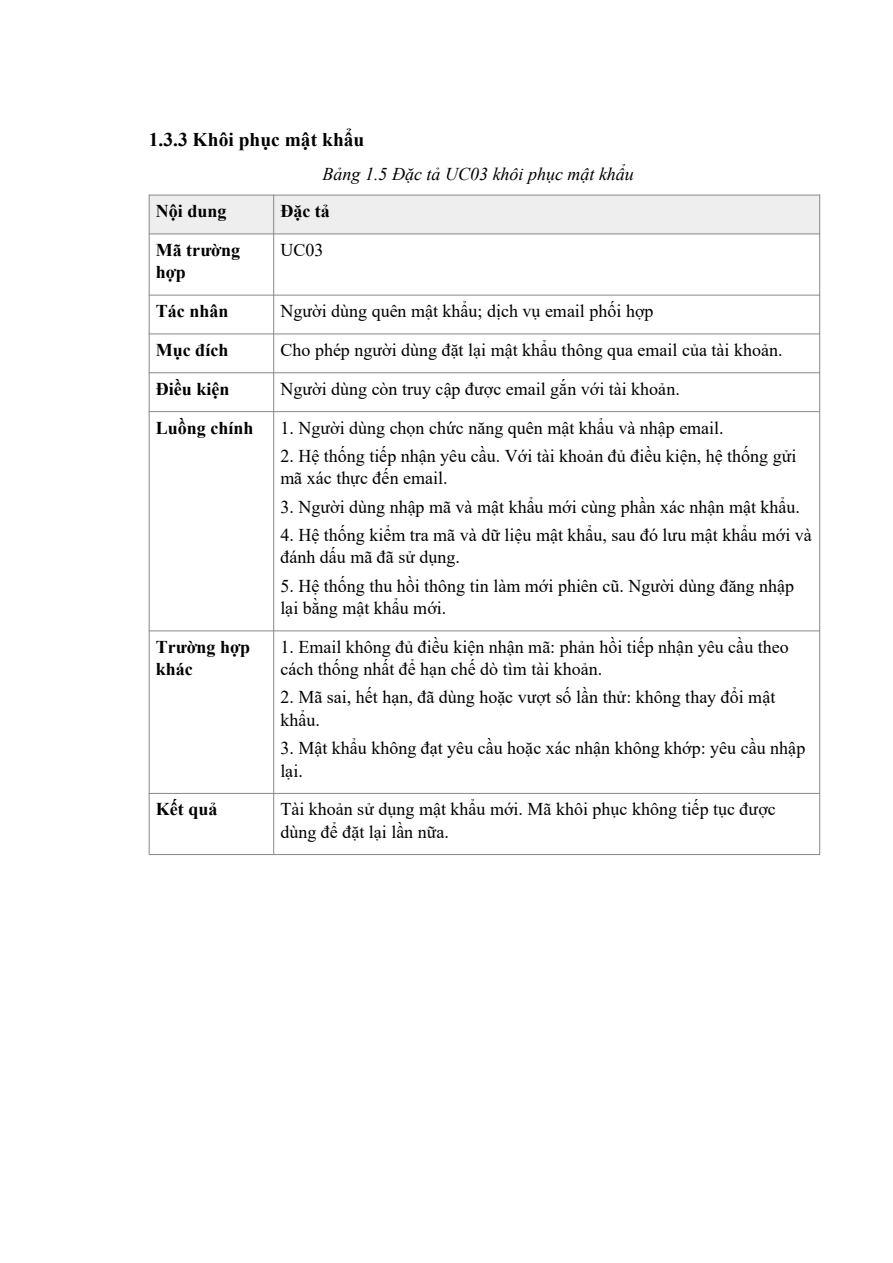 1.3.3 Khôi phục mật khẩu
Bảng 1.5 Đặc tả UC03 khôi phục mật khẩu
Nội dung
Đặc tả
Mã trường
hợp
UC03
Tác nhân
Người dùng quên mật khẩu; dịch vụ email phối hợp
Mục đích
Cho phép người dùng đặt lại mật khẩu thông qua email của tài khoản.
Điều kiện
Người dùng còn truy cập được email gắn với tài khoản.
Luồng chính
1. Người dùng chọn chức năng quên mật khẩu và nhập email.
2. Hệ thống tiếp nhận yêu cầu. Với tài khoản đủ điều kiện, hệ thống gửi
mã xác thực đến email.
3. Người dùng nhập mã và mật khẩu mới cùng phần xác nhận mật khẩu.
4. Hệ thống kiểm tra mã và dữ liệu mật khẩu, sau đó lưu mật khẩu mới và
đánh dấu mã đã sử dụng.
5. Hệ thống thu hồi thông tin làm mới phiên cũ. Người dùng đăng nhập
lại bằng mật khẩu mới.
Trường hợp
khác
1. Email không đủ điều kiện nhận mã: phản hồi tiếp nhận yêu cầu theo
cách thống nhất để hạn chế dò tìm tài khoản.
2. Mã sai, hết hạn, đã dùng hoặc vượt số lần thử: không thay đổi mật
khẩu.
3. Mật khẩu không đạt yêu cầu hoặc xác nhận không khớp: yêu cầu nhập
lại.
Kết quả
Tài khoản sử dụng mật khẩu mới. Mã khôi phục không tiếp tục được
dùng để đặt lại lần nữa.